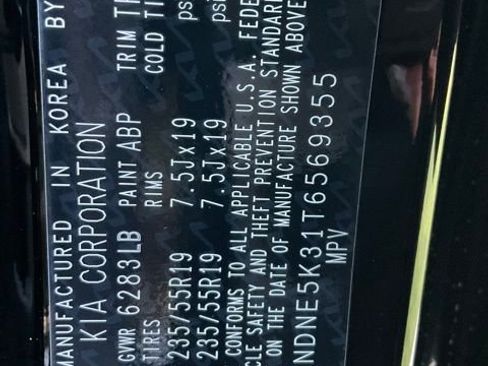 MANUFACTURED IN KOREA BY
KIA CORPORATION
GVWR 6283LB PAINT ABP TRIM
TIRES RIMS COLD
235/55R19 7.5Jx19 psi
235/55R19 7.5Jx19 psi
CONFORMS TO ALL APPLICABLE U.S.A. FEDE
CLE SAFETY AND THEFT PREVENTION STANDAR
ON THE DATE OF MANUFACTURE SHOWN ABOVE
NDNE5K31T6569355
MPV